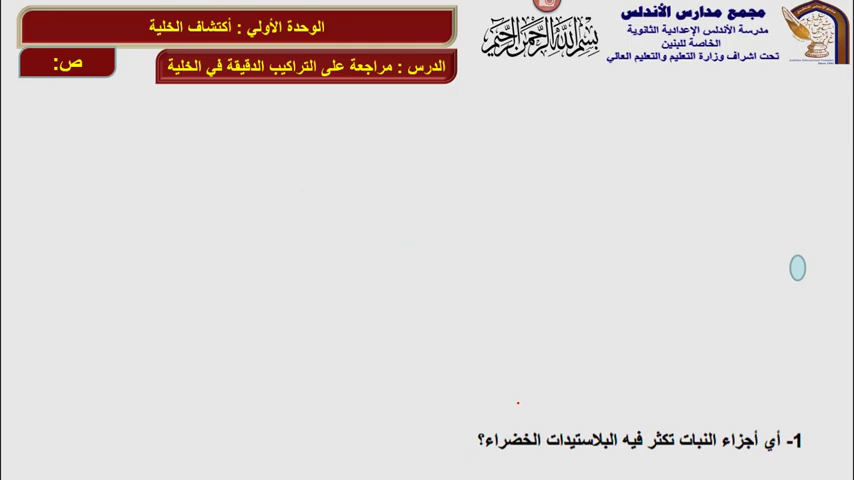 مجمع مدارس الأندلس
مدرسة الأندلس الإعدادية الثانوية
الخاصة للبنين
تحت اشراف وزارة التعليم والتعليم العالي
بسم الله الرحمن الرحيم
الوحدة الأولي : أكتشاف الخلية
الدرس : مراجعة على التراكيب الدقيقة في الخلية
ص:
1- أي أجزاء النبات تكثر فيه البلاستيدات الخضراء؟